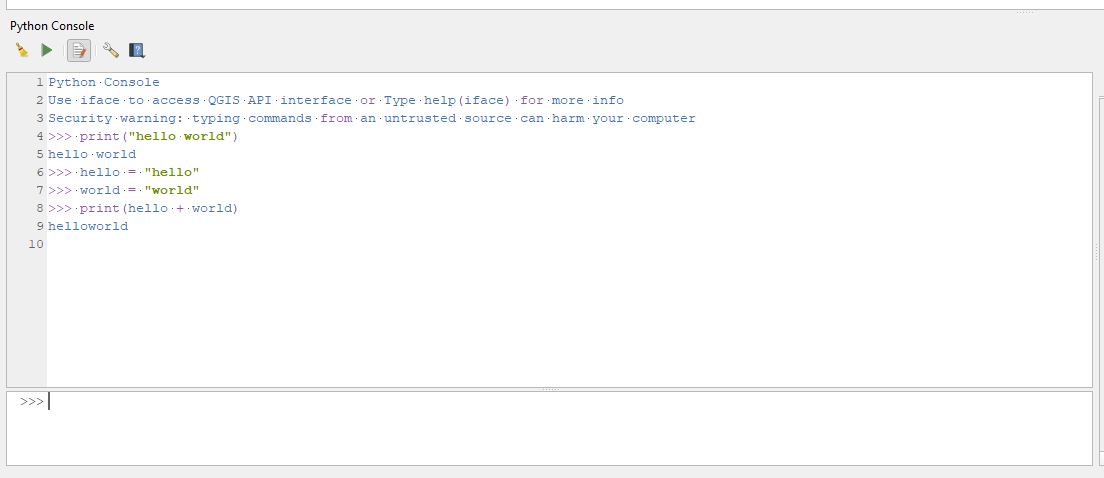 Python Console
1 Python·Console
2 Use·iface·to·access·QGIS·API·interface·or·Type·help(iface)·for·more·info
3 Security·warning:·typing·commands·from·an·untrusted·source·can·harm·your·computer
4 >>>·print("hello·world")
5 hello·world
6 >>>·hello·=·"hello"
7 >>>·world·=·"world"
8 >>>·print(hello·+·world)
9 helloworld
10
>>>